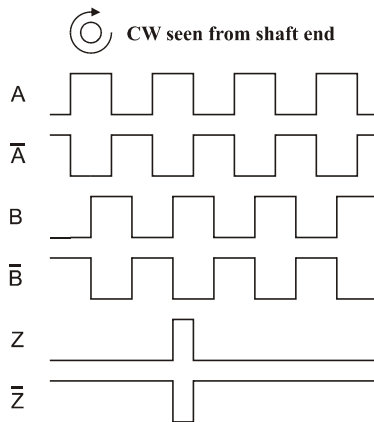 CW seen from shaft end
A
A̅
B
B̅
Z
Z̅